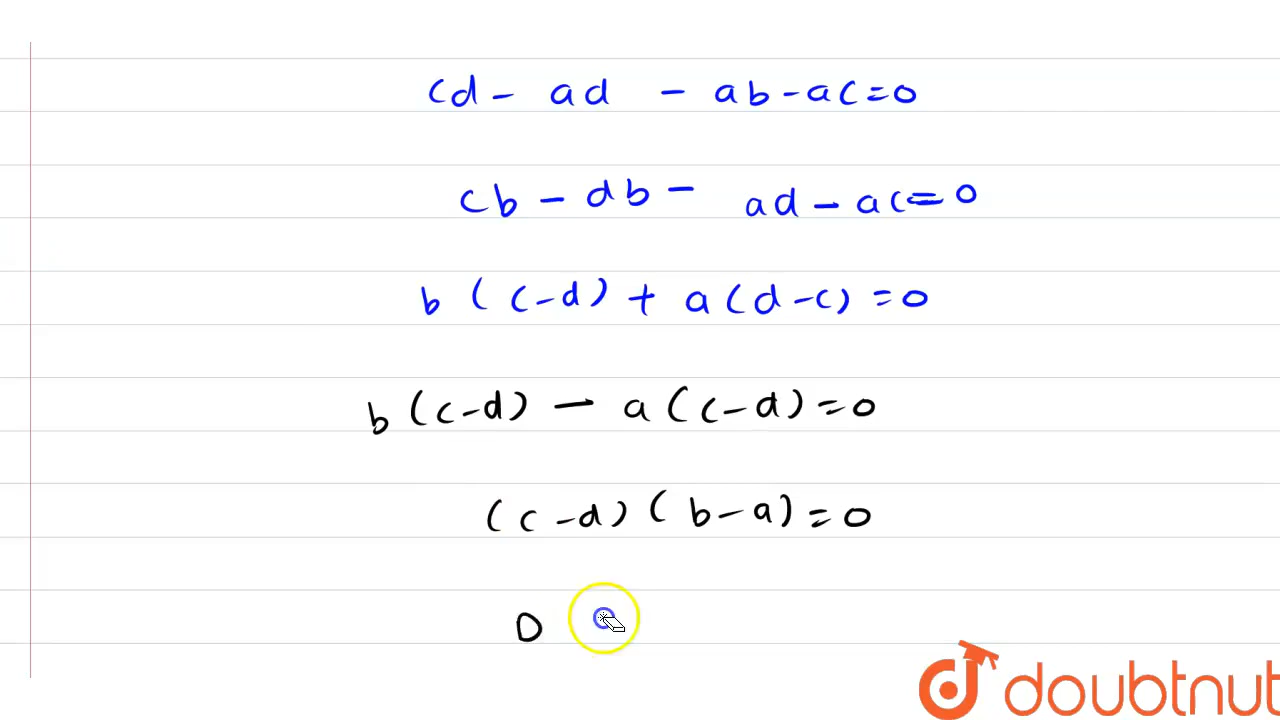 cd - ad - ab - ac = 0
cb - db - ad - ac = 0
b (c-d) + a (d-c) = 0
b (c-d) - a (c-d) = 0
(c-d) (b-a) = 0
D
doubtnut